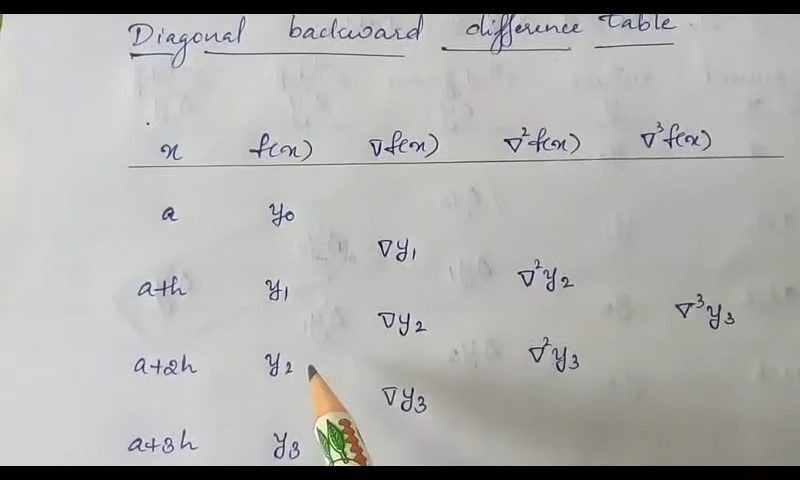 Diagonal backward difference table
x f(x) ∇f(x) ∇²f(x) ∇³f(x)
a y₀
∇y₁
a+h y₁ ∇²y₂
∇y₂ ∇³y₃
a+2h y₂ ∇²y₃
∇y₃
a+3h y₃